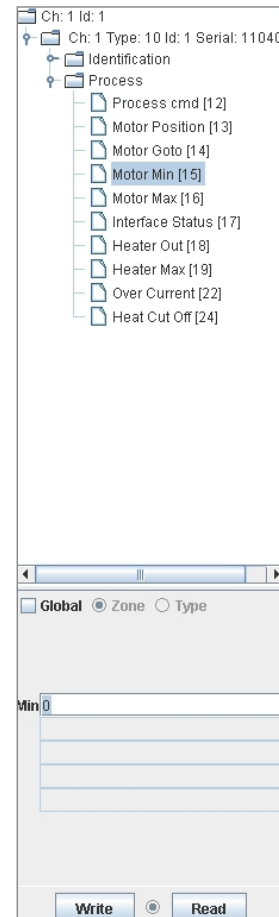 Ch: 1 Id: 1
Ch: 1 Type: 10 Id: 1 Serial: 11040
Identification
Process
Process cmd [12]
Motor Position [13]
Motor Goto [14]
Motor Min [15]
Motor Max [16]
Interface Status [17]
Heater Out [18]
Heater Max [19]
Over Current [22]
Heat Cut Off [24]
Global Zone Type
Min 0
Write Read